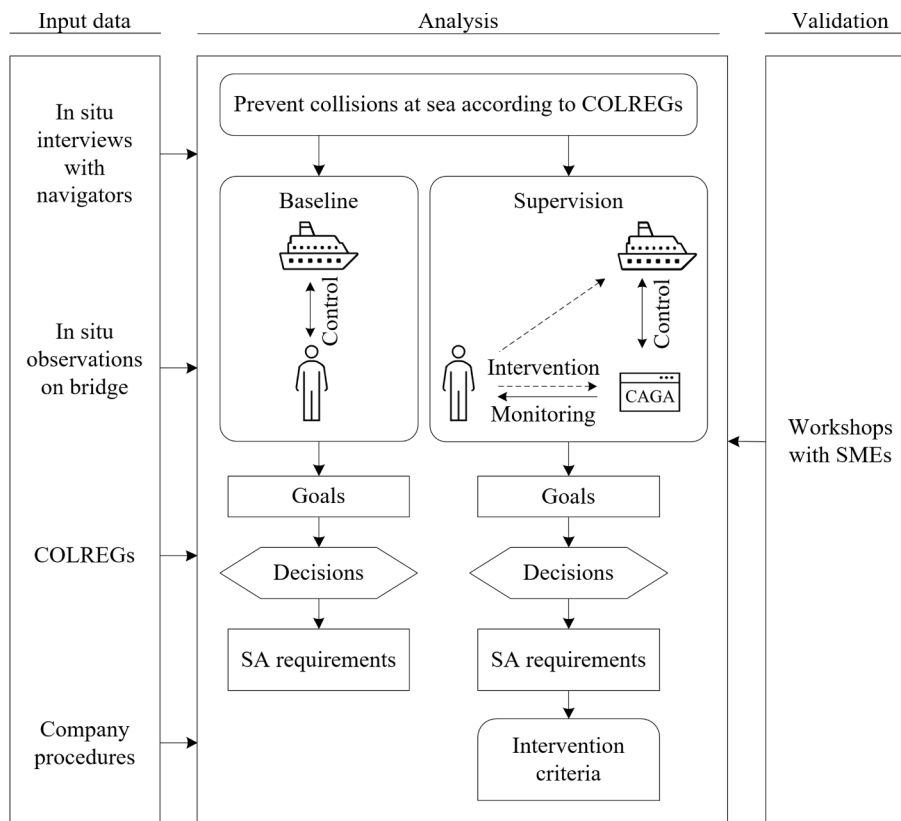 Input data
Analysis
Validation
In situ
interviews
with
navigators
In situ
observations
on bridge
COLREGs
Company
procedures
Prevent collisions at sea according to COLREGs
Baseline
Control
Supervision
Control
Intervention
Monitoring
CAGA
Goals
Goals
Decisions
Decisions
SA requirements
SA requirements
Intervention
criteria
Workshops
with SMEs